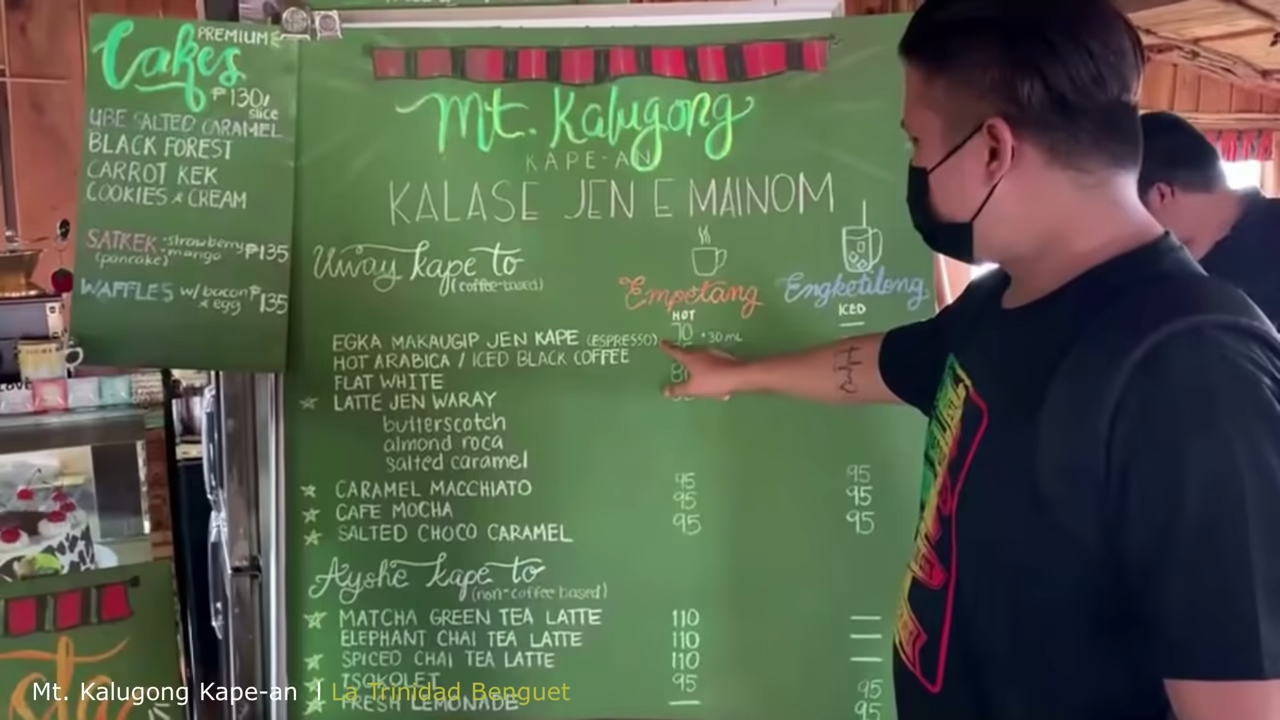 PREMIUM
Cakes
₱130/
slice
UBE SALTED CARAMEL
BLACK FOREST
CARROT KEK
COOKIES & CREAM
SATKEK - strawberry ₱135
(pancake) mango
WAFFLES w/ bacon ₱135
& egg
Mt. Kalugong
KAPE-AN
KALASE JEN E MAINOM
Uway kape to
(coffee-based)
Empetang
HOT
Engketilong
ICED
EGKA MAKAUGIP JEN KAPE (ESPRESSO) 70 +30mL
HOT ARABICA / ICED BLACK COFFEE
FLAT WHITE
LATTE JEN WARAY
butterscotch
almond roca
salted caramel
CARAMEL MACCHIATO 95 95
CAFE MOCHA 95 95
SALTED CHOCO CARAMEL 95 95
Ayshe kape to
(non-coffee based)
MATCHA GREEN TEA LATTE 110 —
ELEPHANT CHAI TEA LATTE 110 —
SPICED CHAI TEA LATTE 110 —
TSOKOLET 95 95
FRESH LEMONADE — 95
Mt. Kalugong Kape-an | La Trinidad Benguet